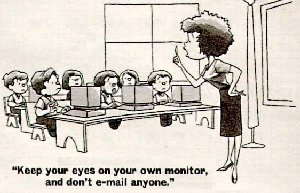 "Keep your eyes on your own monitor,
and don't e-mail anyone."